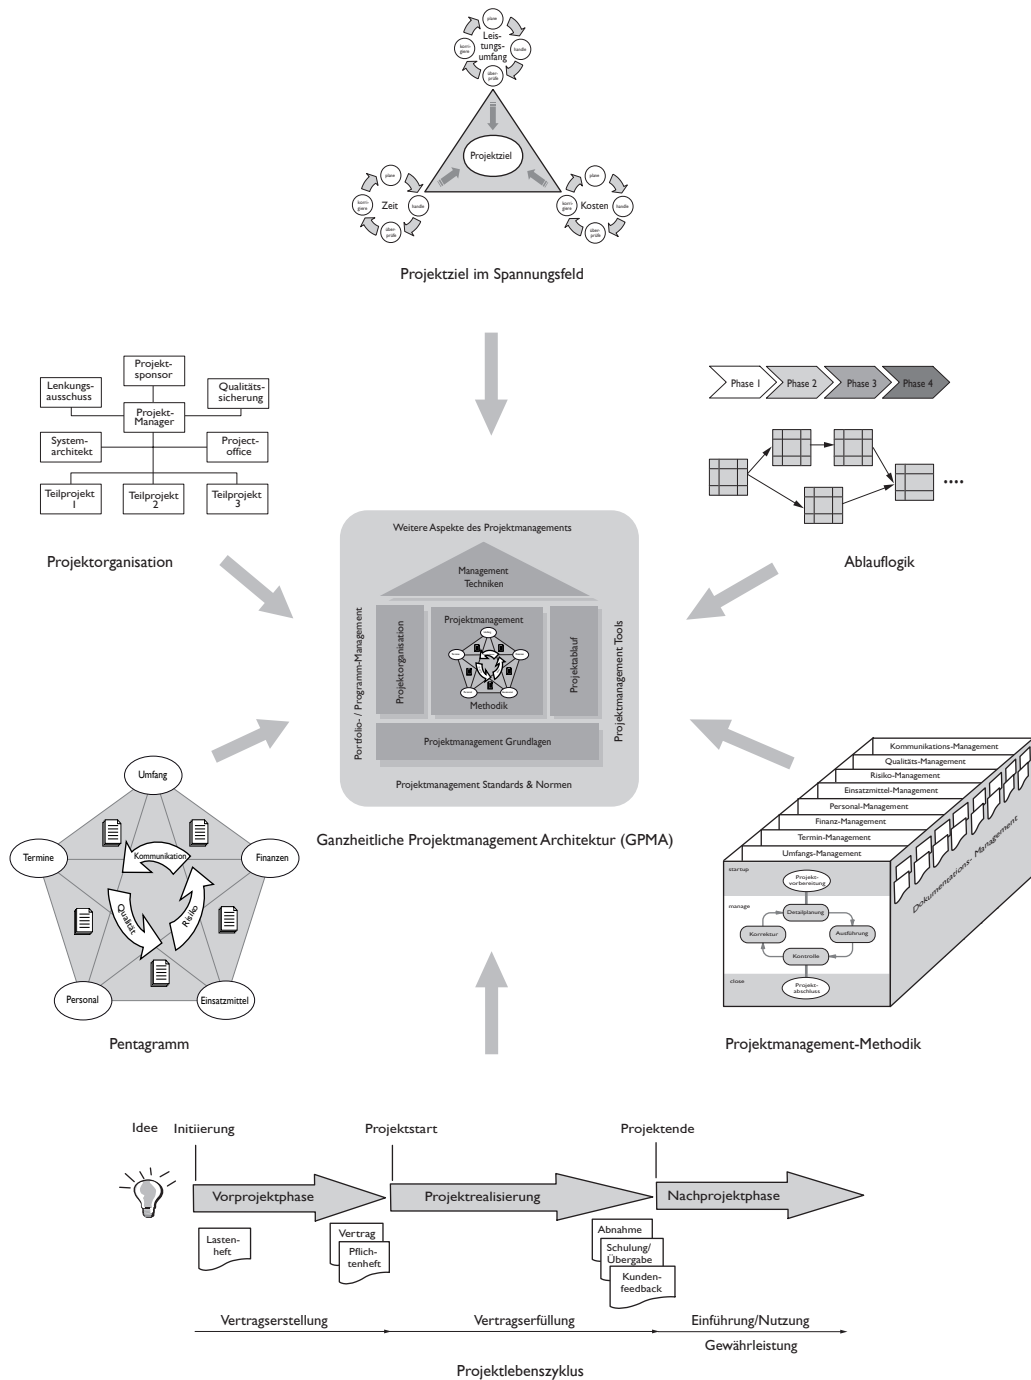 plane
Leis-
tungs-
umfang
korri-
giere
handle
über-
prüfe
Projektziel
plane
Zeit
korri-
giere
handle
über-
prüfe
plane
Kosten
korri-
giere
handle
über-
prüfe
Projektziel im Spannungsfeld
Projekt-
sponsor
Lenkungs-
ausschuss
Qualitäts-
sicherung
Projekt-
Manager
System-
architekt
Project-
office
Teilprojekt
1
Teilprojekt
2
Teilprojekt
3
Projektorganisation
Phase 1
Phase 2
Phase 3
Phase 4
Ablauflogik
Weitere Aspekte des Projektmanagements
Management
Techniken
Portfolio- / Programm-Management
Projektorganisation
Projektmanagement
Methodik
Projektablauf
Projektmanagement Tools
Projektmanagement Grundlagen
Projektmanagement Standards & Normen
Ganzheitliche Projektmanagement Architektur (GPMA)
Umfang
Termine
Kommunikation
Finanzen
Qualität
Risiko
Personal
Einsatzmittel
Pentagramm
Kommunikations-Management
Qualitäts-Management
Risiko-Management
Einsatzmittel-Management
Personal-Management
Finanz-Management
Termin-Management
Umfangs-Management
Dokumentations- Management
startup
Projekt-
vorbereitung
manage
Detailplanung
Korrektur
Ausführung
Kontrolle
close
Projekt-
abschluss
Projektmanagement-Methodik
Idee
Initiierung
Projektstart
Projektende
Vorprojektphase
Projektrealisierung
Nachprojektphase
Lasten-
heft
Vertrag
Pflich-
tenheft
Abnahme
Schulung/
Übergabe
Kunden-
feedback
Vertragserstellung
Vertragserfüllung
Einführung/Nutzung
Gewährleistung
Projektlebenszyklus